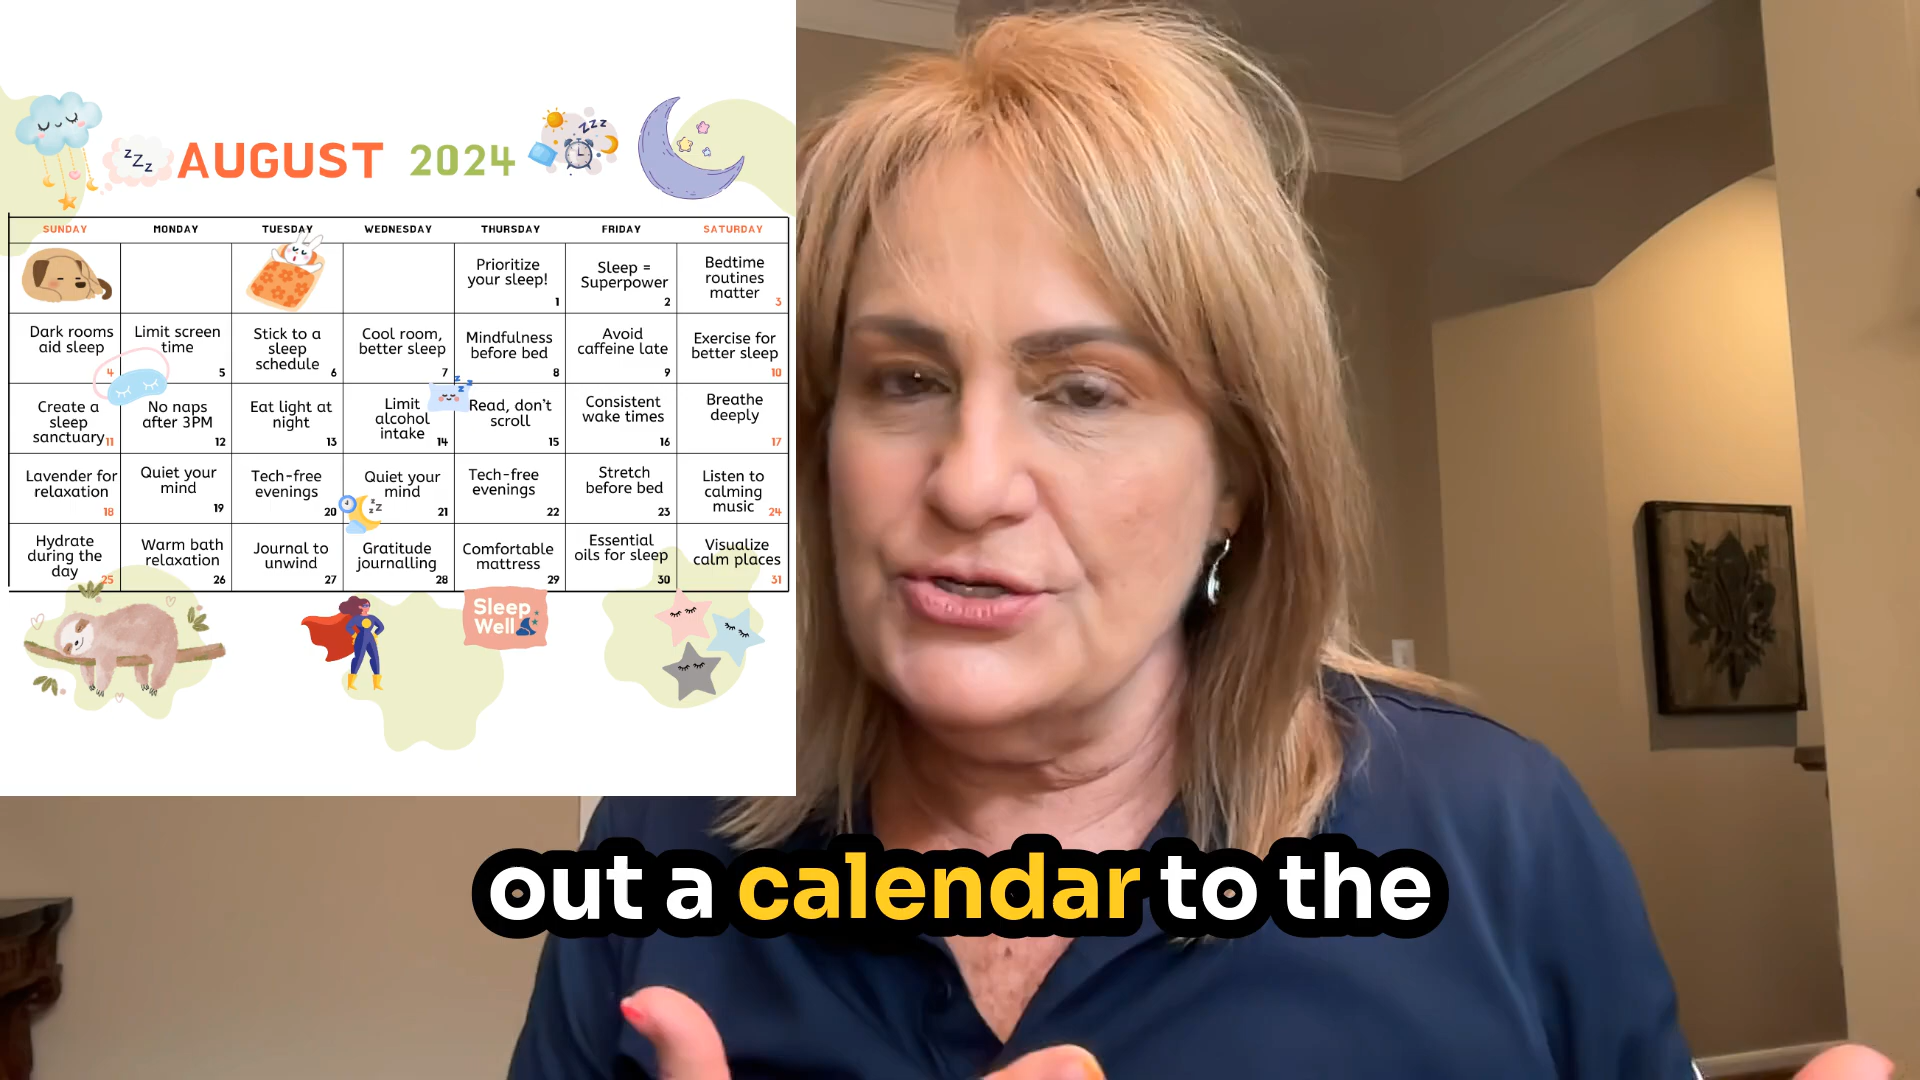 zZz
AUGUST 2024
zzz
SUNDAY MONDAY TUESDAY WEDNESDAY THURSDAY FRIDAY SATURDAY
Prioritize
your sleep!
1
Sleep =
Superpower
2
Bedtime
routines
matter
3
Dark rooms
aid sleep
4
Limit screen
time
5
Stick to a
sleep
schedule
6
Cool room,
better sleep
7
Mindfulness
before bed
8
Avoid
caffeine late
9
Exercise for
better sleep
10
Create a
sleep
sanctuary
11
No naps
after 3PM
12
Eat light at
night
13
Limit
alcohol
intake
14
z z z
Read, don't
scroll
15
Consistent
wake times
16
Breathe
deeply
17
Lavender for
relaxation
18
Quiet your
mind
19
Tech-free
evenings
20
Quiet your
mind
21
z z z
Tech-free
evenings
22
Stretch
before bed
23
Listen to
calming
music
24
Hydrate
during the
day
25
Warm bath
relaxation
26
Journal to
unwind
27
Gratitude
journalling
28
Comfortable
mattress
29
Essential
oils for sleep
30
Visualize
calm places
31
Sleep
Well
out a calendar to the